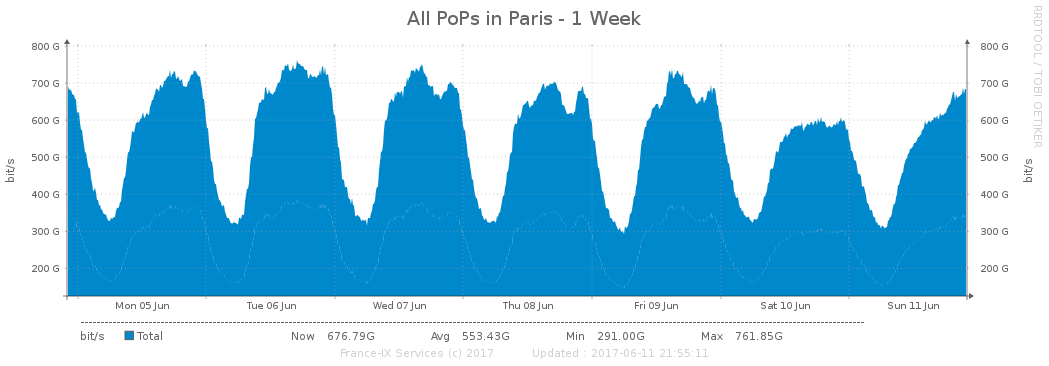 All PoPs in Paris - 1 Week
RRDTOOL / TOBI OETIKER
800 G 800 G
700 G 700 G
600 G 600 G
500 G 500 G
400 G 400 G
300 G 300 G
200 G 200 G
bit/s bit/s
Mon 05 Jun Tue 06 Jun Wed 07 Jun Thu 08 Jun Fri 09 Jun Sat 10 Jun Sun 11 Jun
bit/s Total Now 676.79G Avg 553.43G Min 291.00G Max 761.85G
France-IX Services (c) 2017 Updated : 2017-06-11 21:55:11